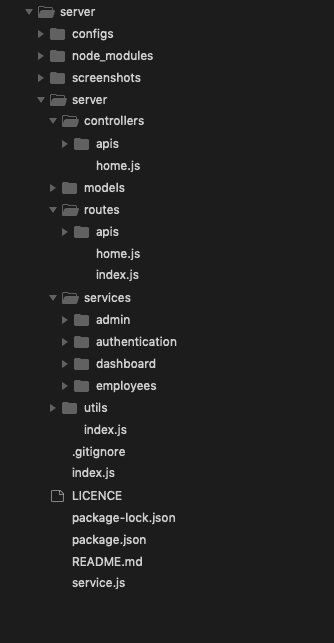 server
configs
node_modules
screenshots
server
controllers
apis
home.js
models
routes
apis
home.js
index.js
services
admin
authentication
dashboard
employees
utils
index.js
.gitignore
index.js
LICENCE
package-lock.json
package.json
README.md
service.js